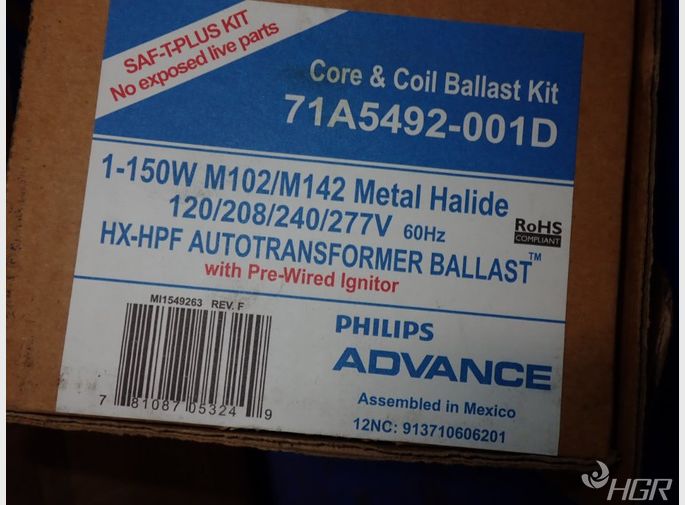 SAF-T-PLUS KIT
No exposed live parts
Core & Coil Ballast Kit
71A5492-001D
1-150W M102/M142 Metal Halide
120/208/240/277V 60Hz
RoHS
COMPLIANT
HX-HPF AUTOTRANSFORMER BALLAST™
with Pre-Wired Ignitor
MI1549263 REV. F
7 81087 05324 9
PHILIPS
ADVANCE
Assembled in Mexico
12NC: 913710606201
HGR